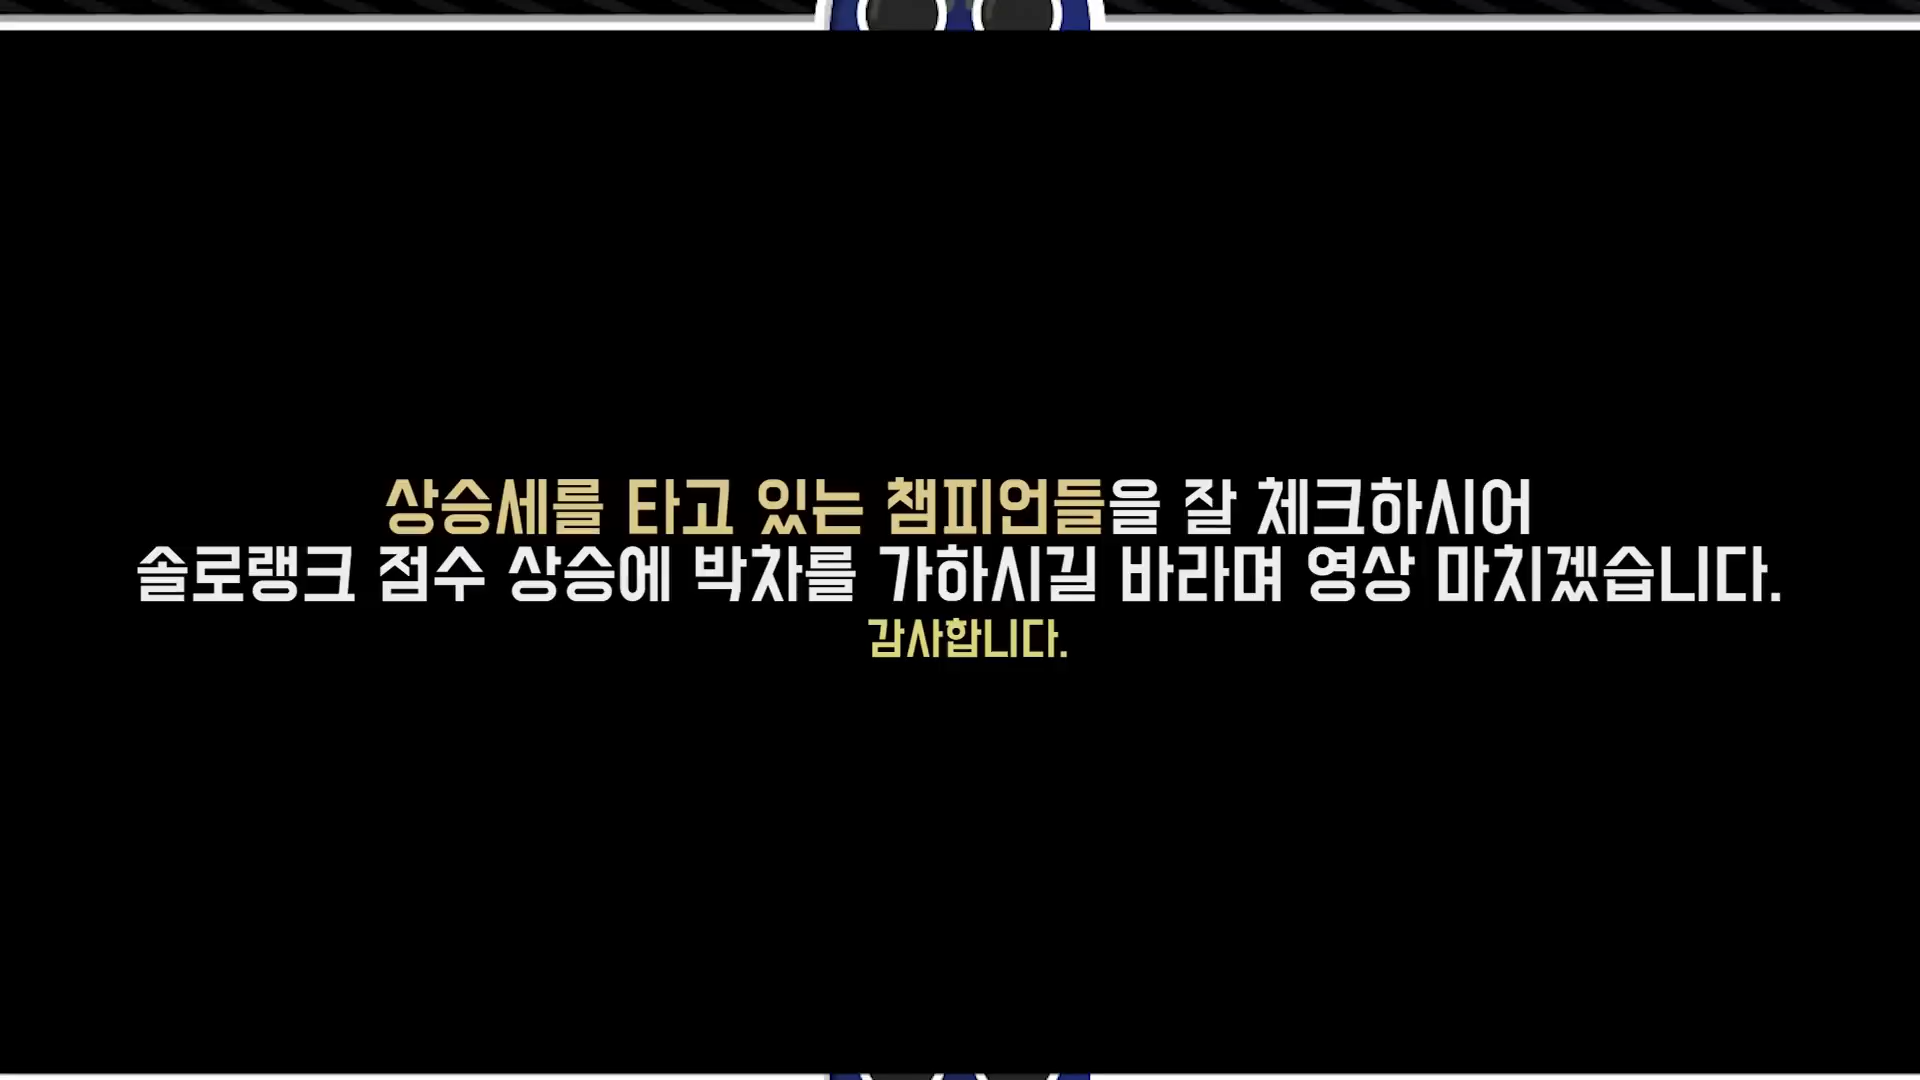 상승세를 타고 있는 챔피언들을 잘 체크하시어
솔로랭크 점수 상승에 박차를 가하시길 바라며 영상 마치겠습니다.
감사합니다.